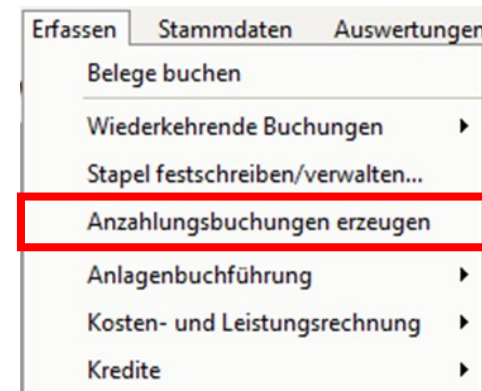 Erfassen Stammdaten Auswertungen
Belege buchen
Wiederkehrende Buchungen
Stapel festschreiben/verwalten...
Anzahlungsbuchungen erzeugen
Anlagenbuchführung
Kosten- und Leistungsrechnung
Kredite